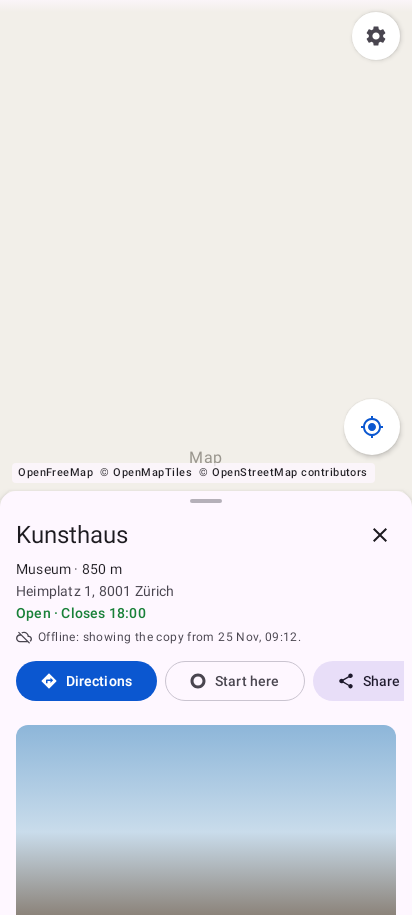 Map
OpenFreeMap © OpenMapTiles © OpenStreetMap contributors
Kunsthaus
Museum · 850 m
Heimplatz 1, 8001 Zürich
Open · Closes 18:00
Offline: showing the copy from 25 Nov, 09:12.
Directions
Start here
Share